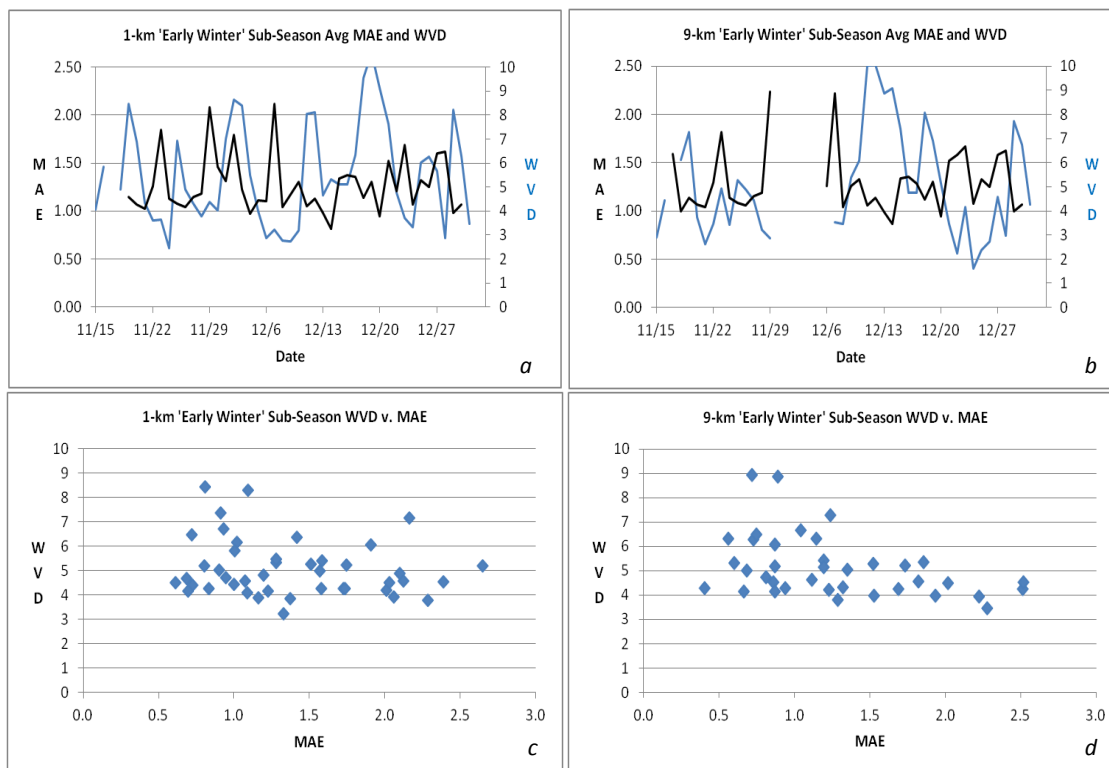 1-km 'Early Winter' Sub-Season Avg MAE and WVD
2.50
2.00
1.50
1.00
0.50
0.00
M
A
E
10
9
8
7
6
5
4
3
2
1
0
W
V
D
11/15 11/22 11/29 12/6 12/13 12/20 12/27
Date
a
9-km 'Early Winter' Sub-Season Avg MAE and WVD
2.50
2.00
1.50
1.00
0.50
0.00
M
A
E
10
9
8
7
6
5
4
3
2
1
0
W
V
D
11/15 11/22 11/29 12/6 12/13 12/20 12/27
Date
b
1-km 'Early Winter' Sub-Season WVD v. MAE
10
9
8
7
6
5
4
3
2
1
0
W
V
D
0.0 0.5 1.0 1.5 2.0 2.5 3.0
MAE
c
9-km 'Early Winter' Sub-Season WVD v. MAE
10
9
8
7
6
5
4
3
2
1
0
W
V
D
0.0 0.5 1.0 1.5 2.0 2.5 3.0
MAE
d